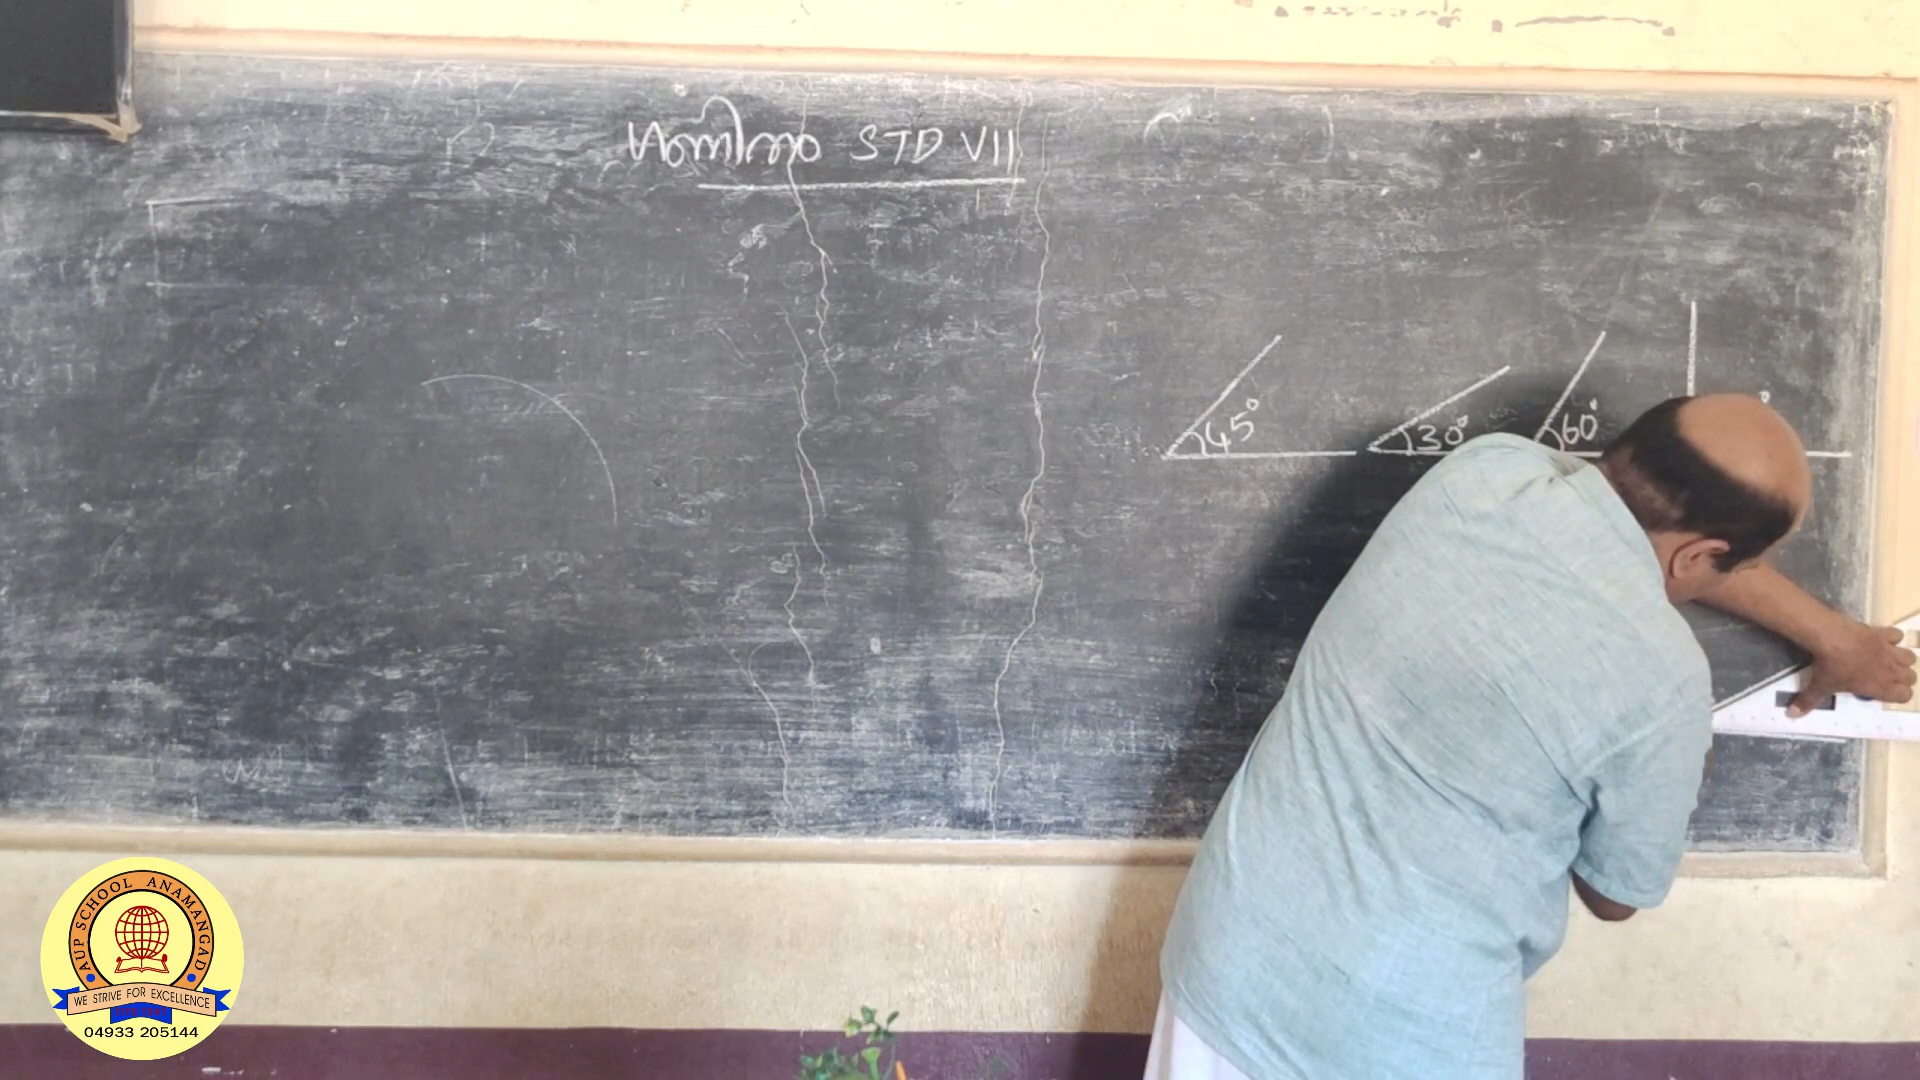 ഗണിതം STD VII
45°
30°
60°
AUP SCHOOL ANAMANGAD
WE STRIVE FOR EXCELLENCE
04933 205144